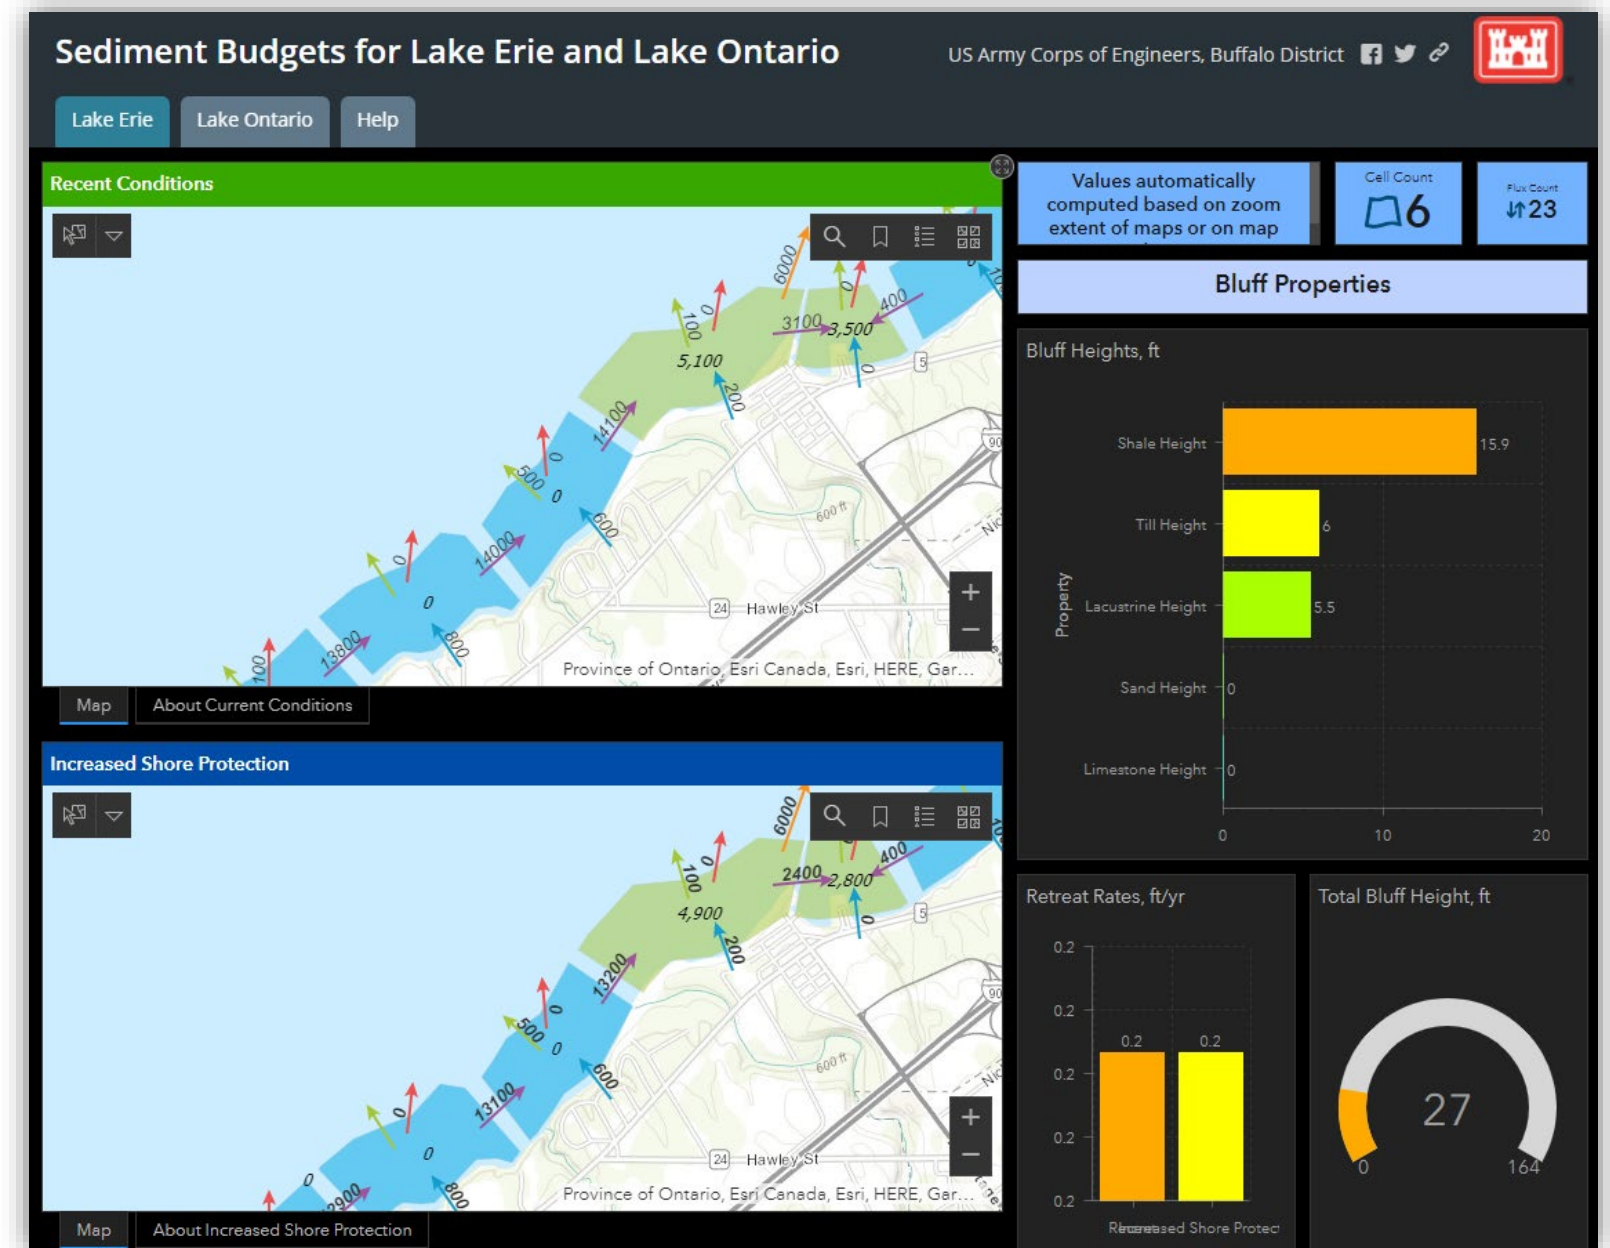 Sediment Budgets for Lake Erie and Lake Ontario
US Army Corps of Engineers, Buffalo District
Lake Erie
Lake Ontario
Help
Recent Conditions
6000
400
3100
3,500
0
0
100
0
5,100
200
5
14100
90
0
500
0
600
600 ft
14000
0
0
24 Hawley St
13800
800
100
+
−
Province of Ontario, Esri Canada, Esri, HERE, Gar...
Map
About Current Conditions
Increased Shore Protection
6000
400
2400
2,800
0
0
100
4,900
200
5
13200
90
0
500
0
600
600 ft
13100
0
0
24 Hawley St
0
800
+
−
Province of Ontario, Esri Canada, Esri, HERE, Gar...
Map
About Increased Shore Protection
Values automatically
computed based on zoom
extent of maps or on map
Cell Count
6
Flux Count
23
Bluff Properties
Bluff Heights, ft
Property
Shale Height
15.9
Till Height
6
Lacustrine Height
5.5
Sand Height
0
Limestone Height
0
0
10
20
Retreat Rates, ft/yr
0.2
0.2
0.2
0.2
0.2
0.2
0.2
Increased Shore Protect
Total Bluff Height, ft
27
0
164